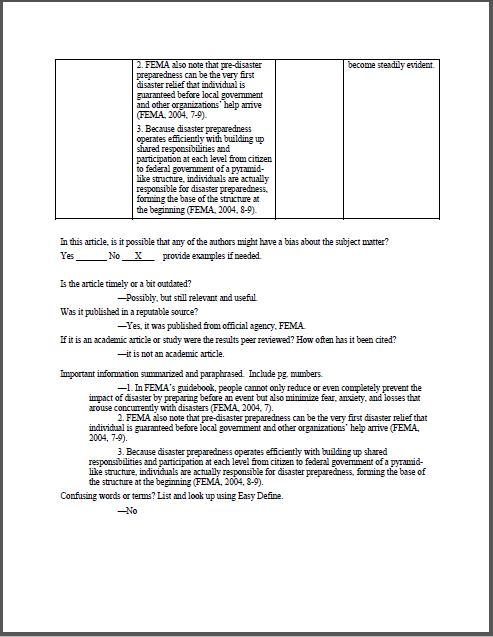 2. FEMA also note that pre-disaster
preparedness can be the very first
disaster relief that individual is
guaranteed before local government
and other organizations' help arrive
(FEMA, 2004, 7-9).
3. Because disaster preparedness
operates efficiently with building up
shared responsibilities and
participation at each level from citizen
to federal government of a pyramid-
like structure, individuals are actually
responsible for disaster preparedness,
forming the base of the structure at
the beginning (FEMA, 2004, 8-9).
become steadily evident.
In this article, is it possible that any of the authors might have a bias about the subject matter?
Yes _______ No ___X___ provide examples if needed.
Is the article timely or a bit outdated?
—Possibly, but still relevant and useful.
Was it published in a reputable source?
—Yes, it was published from official agency, FEMA.
If it is an academic article or study were the results peer reviewed? How often has it been cited?
—it is not an academic article.
Important information summarized and paraphrased. Include pg. numbers.
—1. In FEMA's guidebook, people cannot only reduce or even completely prevent the
impact of disaster by preparing before an event but also minimize fear, anxiety, and losses that
arouse concurrently with disasters (FEMA, 2004, 7).
2. FEMA also note that pre-disaster preparedness can be the very first disaster relief that
individual is guaranteed before local government and other organizations' help arrive (FEMA,
2004, 7-9).
3. Because disaster preparedness operates efficiently with building up shared
responsibilities and participation at each level from citizen to federal government of a pyramid-
like structure, individuals are actually responsible for disaster preparedness, forming the base of
the structure at the beginning (FEMA, 2004, 8-9).
Confusing words or terms? List and look up using Easy Define.
—No